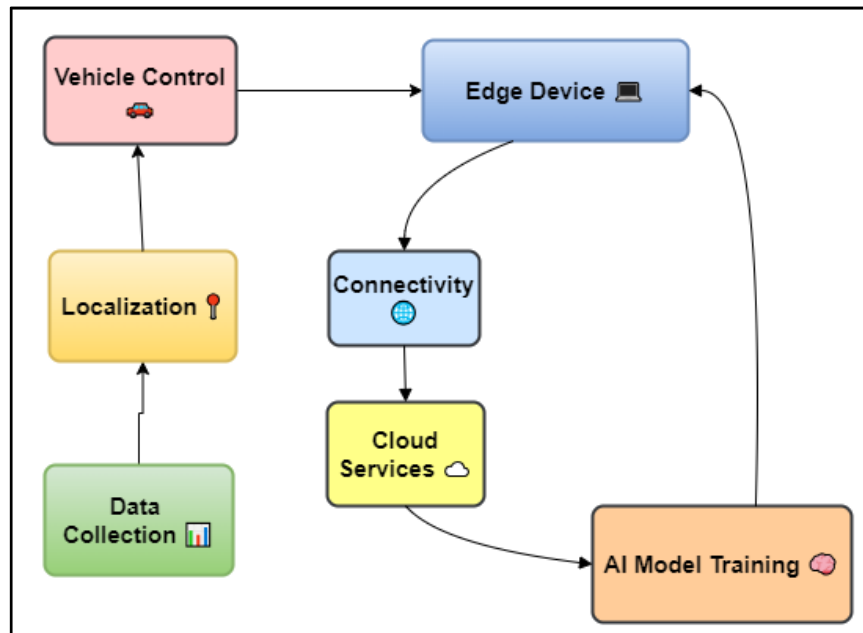 Vehicle Control
Edge Device
Localization
Connectivity
Cloud
Services
Data
Collection
AI Model Training